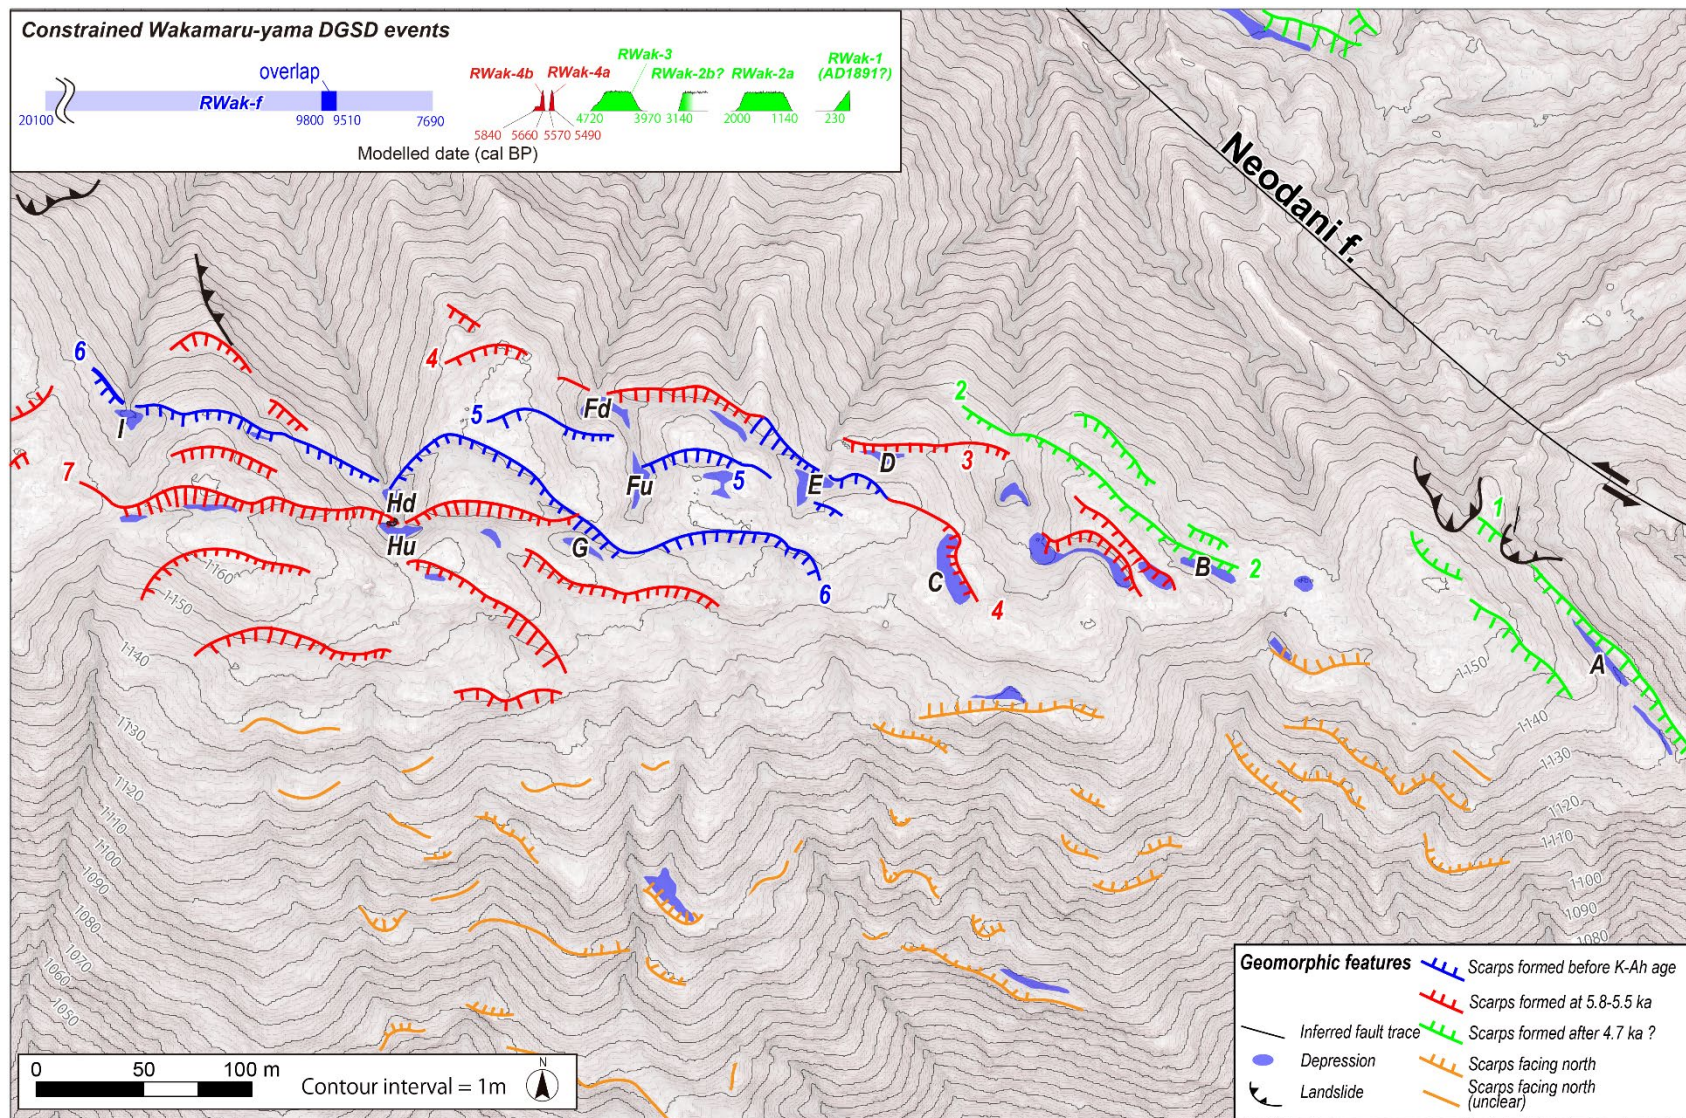 Constrained Wakamaru-yama DGSD events
overlap
RWak-f
20100
9800
9510
7690
RWak-4b
RWak-4a
RWak-3
RWak-2b?
RWak-2a
RWak-1
(AD1891?)
4720
3970
3140
2000
1140
230
5840
5660
5570
5490
Modelled date (cal BP)
Neodani f.
6
I
4
5
Fd
2
7
Hd
Hu
Fu
5
E
D
3
G
C
B
2
1
6
4
A
1160
1150
1140
1130
1120
1110
1100
1090
1080
1070
1060
1050
1150
1140
1130
1120
1110
1100
1090
1080
0
50
100 m
Contour interval = 1m
N
Geomorphic features
Inferred fault trace
Depression
Landslide
Scarps formed before K-Ah age
Scarps formed at 5.8-5.5 ka
Scarps formed after 4.7 ka ?
Scarps facing north
Scarps facing north
(unclear)